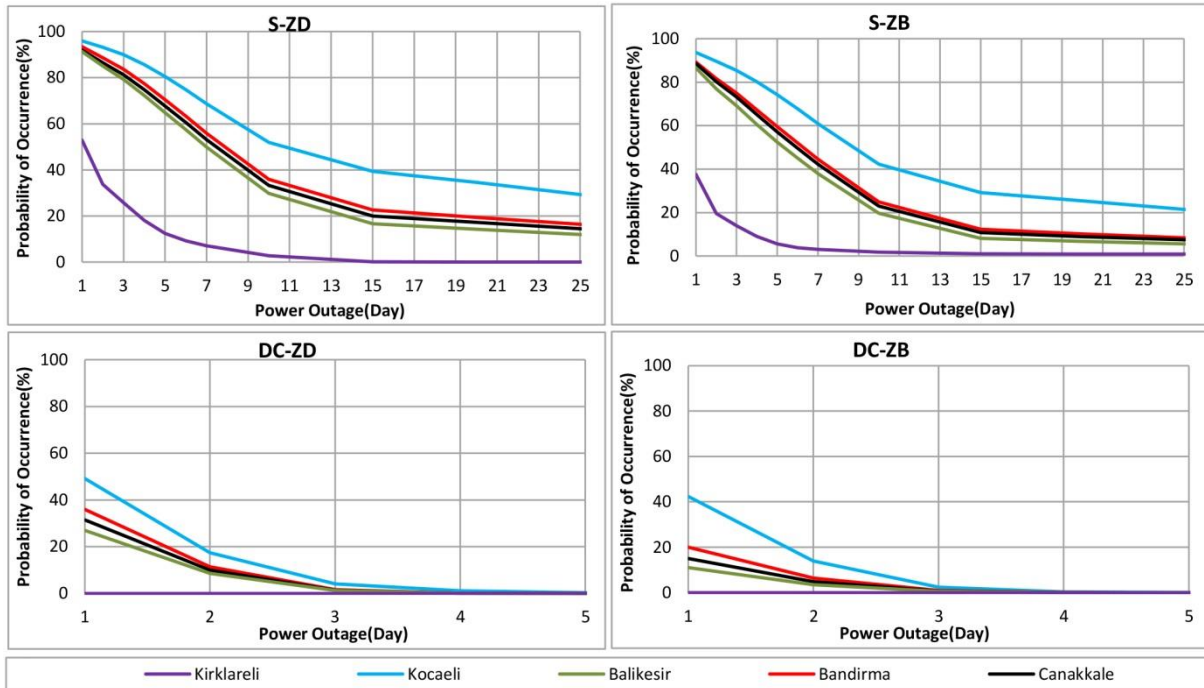 S-ZD
Probability of Occurrence(%)
100
80
60
40
20
0
1 3 5 7 9 11 13 15 17 19 21 23 25
Power Outage(Day)
S-ZB
Probability of Occurrence(%)
100
80
60
40
20
0
1 3 5 7 9 11 13 15 17 19 21 23 25
Power Outage(Day)
DC-ZD
Probability of Occurrence(%)
100
80
60
40
20
0
1 2 3 4 5
Power Outage(Day)
DC-ZB
Probability of Occurrence(%)
100
80
60
40
20
0
1 2 3 4 5
Power Outage(Day)
Kirklareli Kocaeli Balikesir Bandirma Canakkale